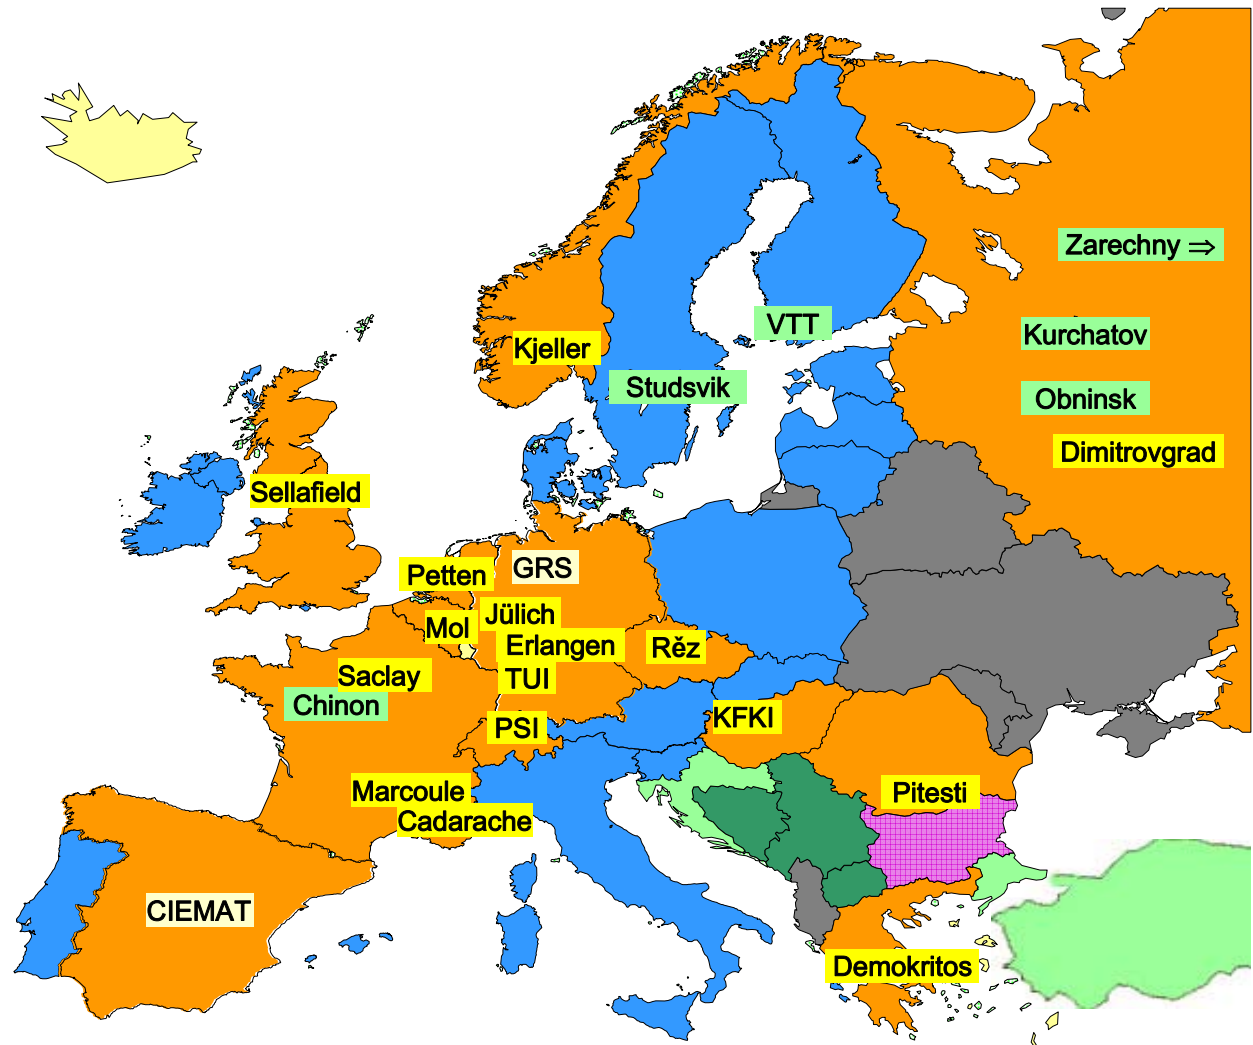 Zarechny ⇒
VTT
Kurchatov
Kjeller
Studsvik
Obninsk
Dimitrovgrad
Sellafield
GRS
Petten
Jülich
Mol
Erlangen
Rěz
Saclay
TUI
Chinon
KFKI
PSI
Marcoule
Pitesti
Cadarache
CIEMAT
Demokritos